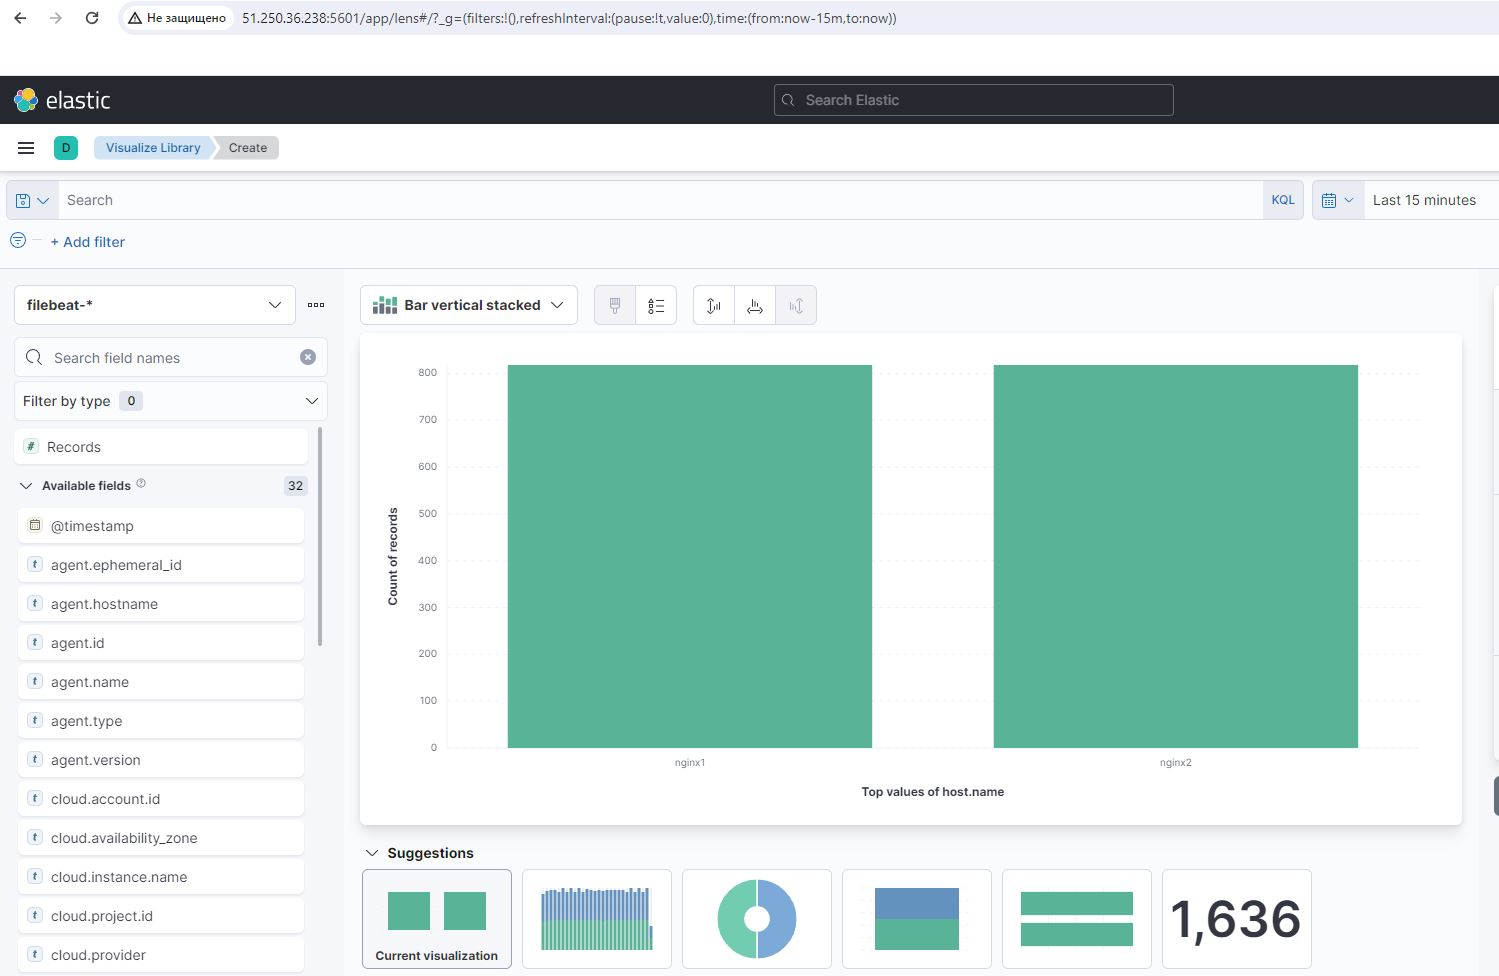 Не защищено
51.250.36.238:5601/app/lens#/?_g=(filters:!(),refreshInterval:(pause:!t,value:0),time:(from:now-15m,to:now))
elastic
Search Elastic
D
Visualize Library
Create
Search
KQL
Last 15 minutes
+ Add filter
filebeat-*
Search field names
Filter by type 0
# Records
Available fields ? 32
@timestamp
t agent.ephemeral_id
t agent.hostname
t agent.id
t agent.name
t agent.type
t agent.version
t cloud.account.id
t cloud.availability_zone
t cloud.instance.name
t cloud.project.id
t cloud.provider
Bar vertical stacked
Count of records
800
700
600
500
400
300
200
100
0
nginx1
nginx2
Top values of host.name
Suggestions
Current visualization
1,636